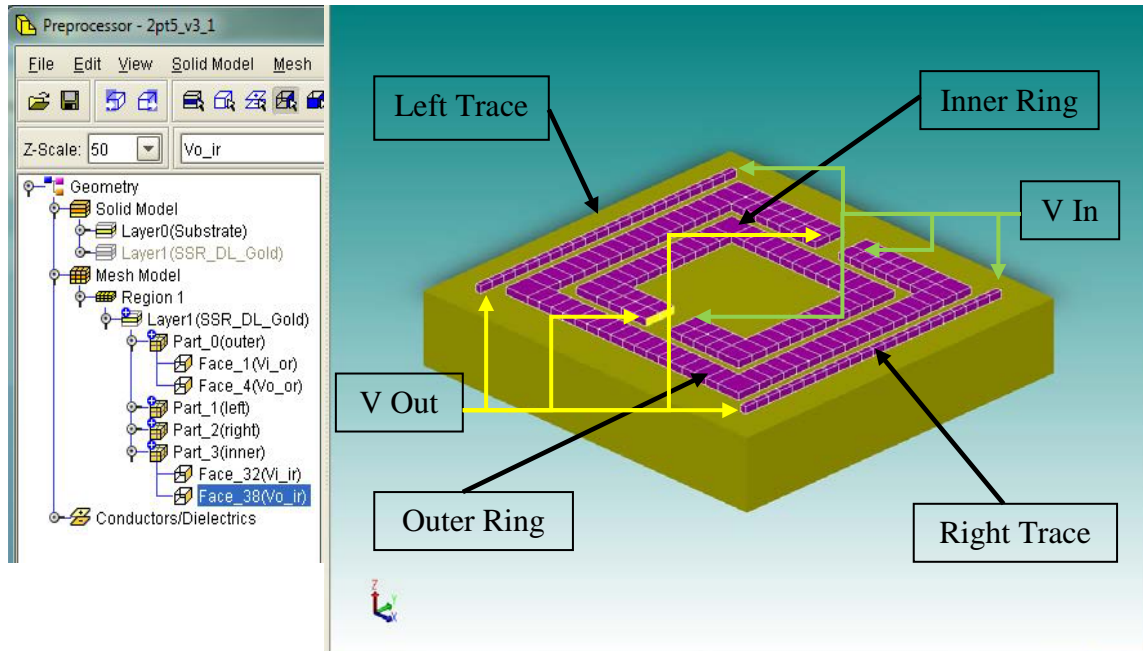 Preprocessor - 2pt5_v3_1
File Edit View Solid Model Mesh
Z-Scale: 50 Vo_ir
Geometry
Solid Model
Layer0(Substrate)
Layer1(SSR_DL_Gold)
Mesh Model
Region 1
Layer1(SSR_DL_Gold)
Part_0(outer)
Face_1(Vi_or)
Face_4(Vo_or)
Part_1(left)
Part_2(right)
Part_3(inner)
Face_32(Vi_ir)
Face_38(Vo_ir)
Conductors/Dielectrics
Left Trace
Inner Ring
V In
V Out
Outer Ring
Right Trace
Z
Y
X